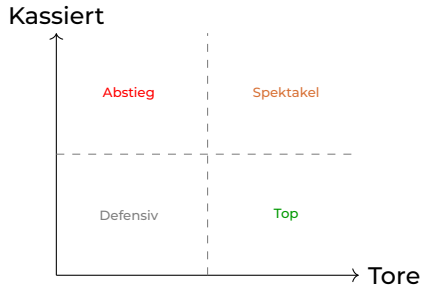 Kassiert
Abstieg
Spektakel
Defensiv
Top
Tore